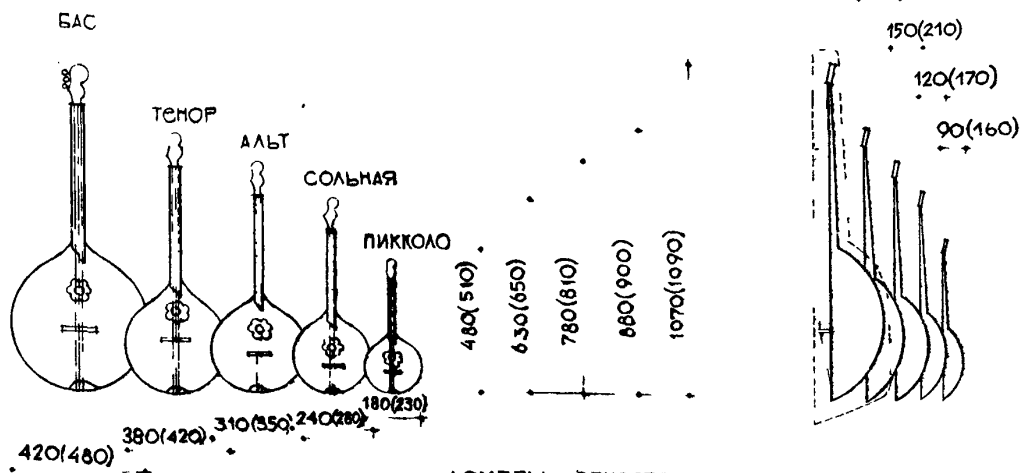 БАС
ТЕНОР
АЛЬТ
СОЛЬНАЯ
ПИККОЛО
150(210)
120(170)
90(160)
480(510)
630(650)
780(810)
880(900)
1070(1090)
180(230)
240(280)
310(350)
380(420)
420(480)